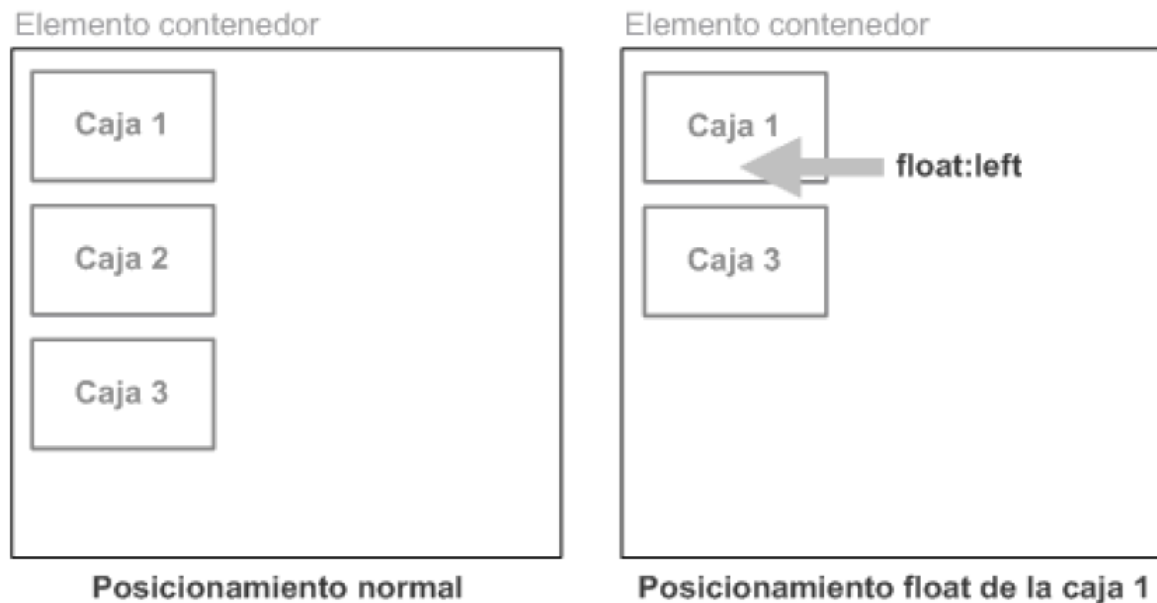 Elemento contenedor
Caja 1
Caja 2
Caja 3
Posicionamiento normal
Elemento contenedor
Caja 1
float:left
Caja 3
Posicionamiento float de la caja 1